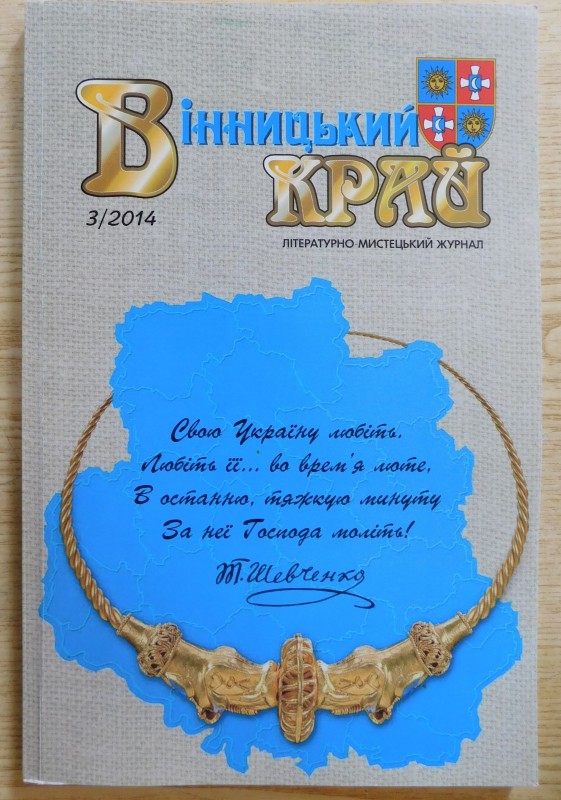 Вінницький
край
3/2014
ЛІТЕРАТУРНО-МИСТЕЦЬКИЙ ЖУРНАЛ
Свою Україну любіть.
Любіть її... во врем'я люте,
В останню, тяжкую минуту
За неї Господа моліть!
Т.Шевченко